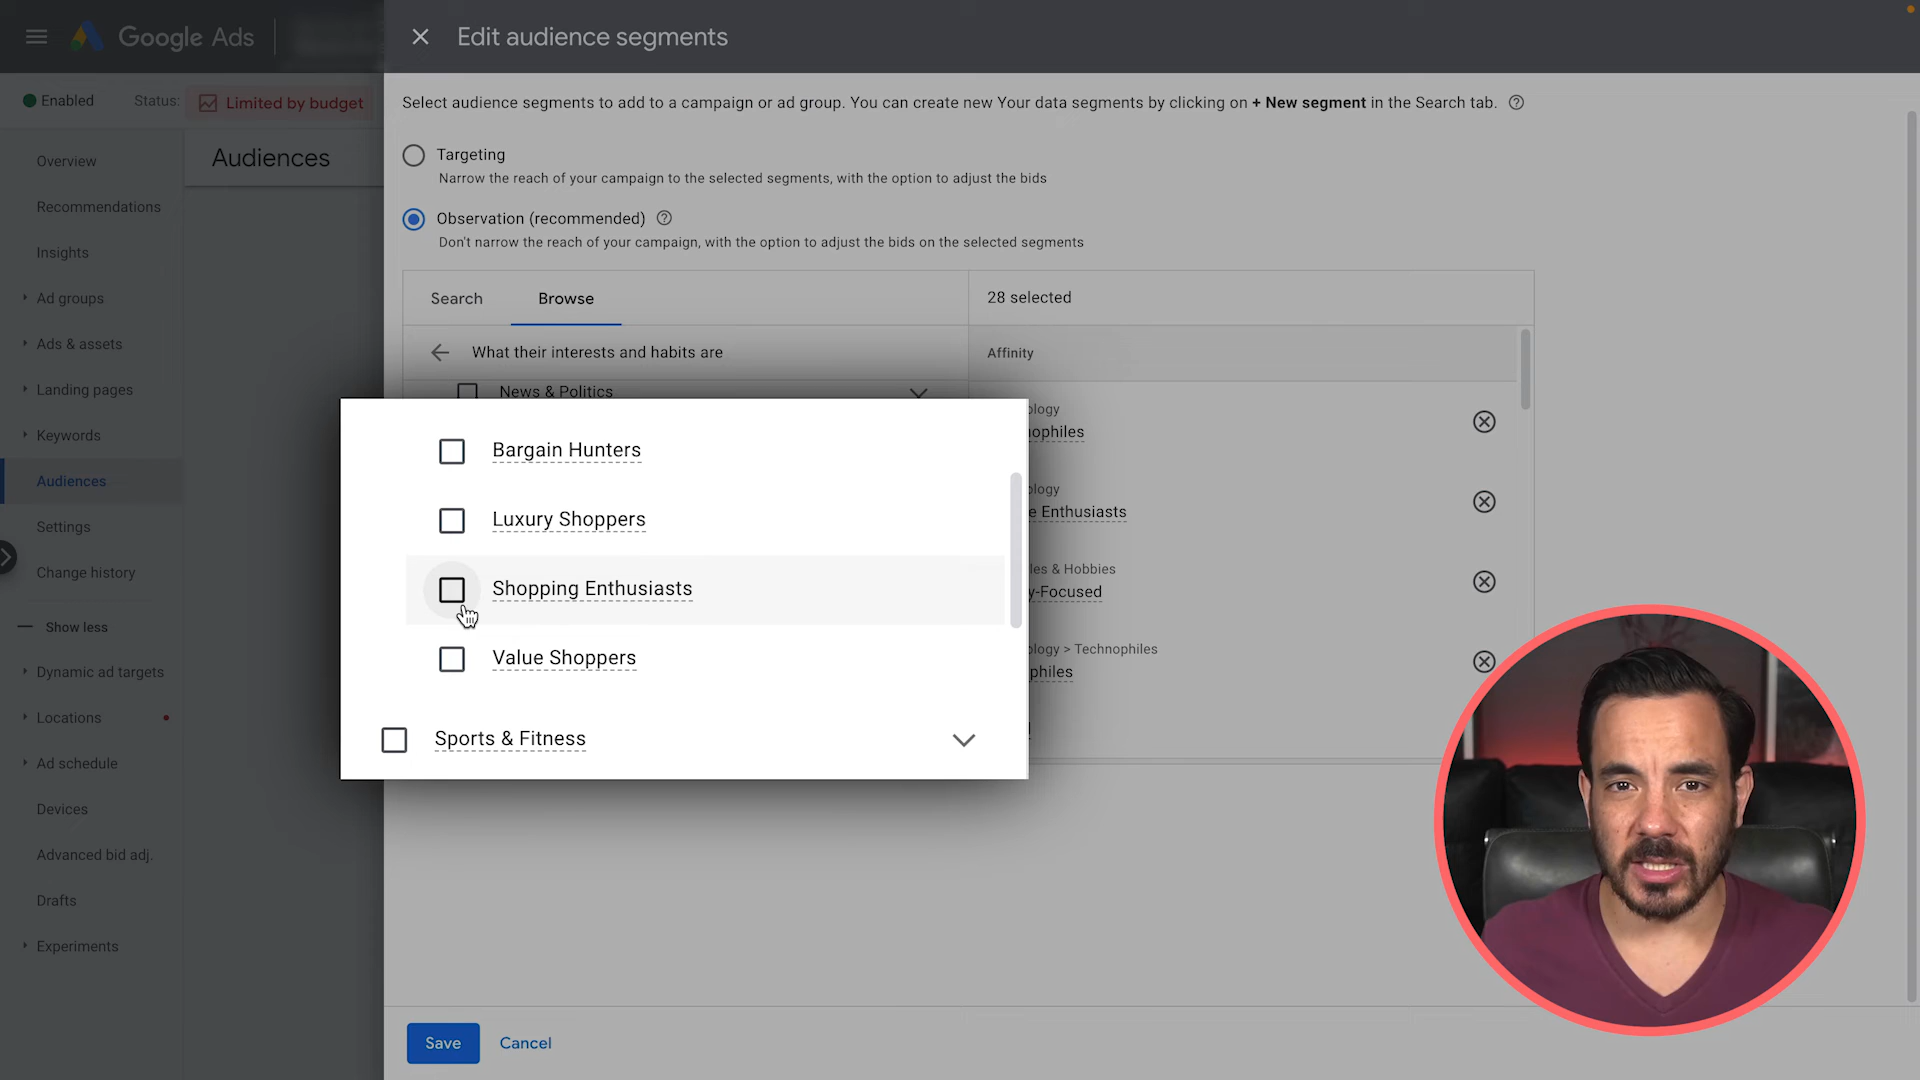 Google Ads
Edit audience segments
Enabled
Status:
Limited by budget
Audiences
Overview
Recommendations
Insights
Ad groups
Ads & assets
Landing pages
Keywords
Audiences
Settings
Change history
Show less
Dynamic ad targets
Locations
Ad schedule
Devices
Advanced bid adj.
Drafts
Experiments
Select audience segments to add to a campaign or ad group. You can create new Your data segments by clicking on + New segment in the Search tab.
Targeting
Narrow the reach of your campaign to the selected segments, with the option to adjust the bids
Observation (recommended)
Don't narrow the reach of your campaign, with the option to adjust the bids on the selected segments
Search
Browse
28 selected
What their interests and habits are
Affinity
News & Politics
Bargain Hunters
Luxury Shoppers
Shopping Enthusiasts
Value Shoppers
Sports & Fitness
ology
ophiles
ology
e Enthusiasts
les & Hobbies
y-Focused
ology > Technophiles
philes
Save
Cancel